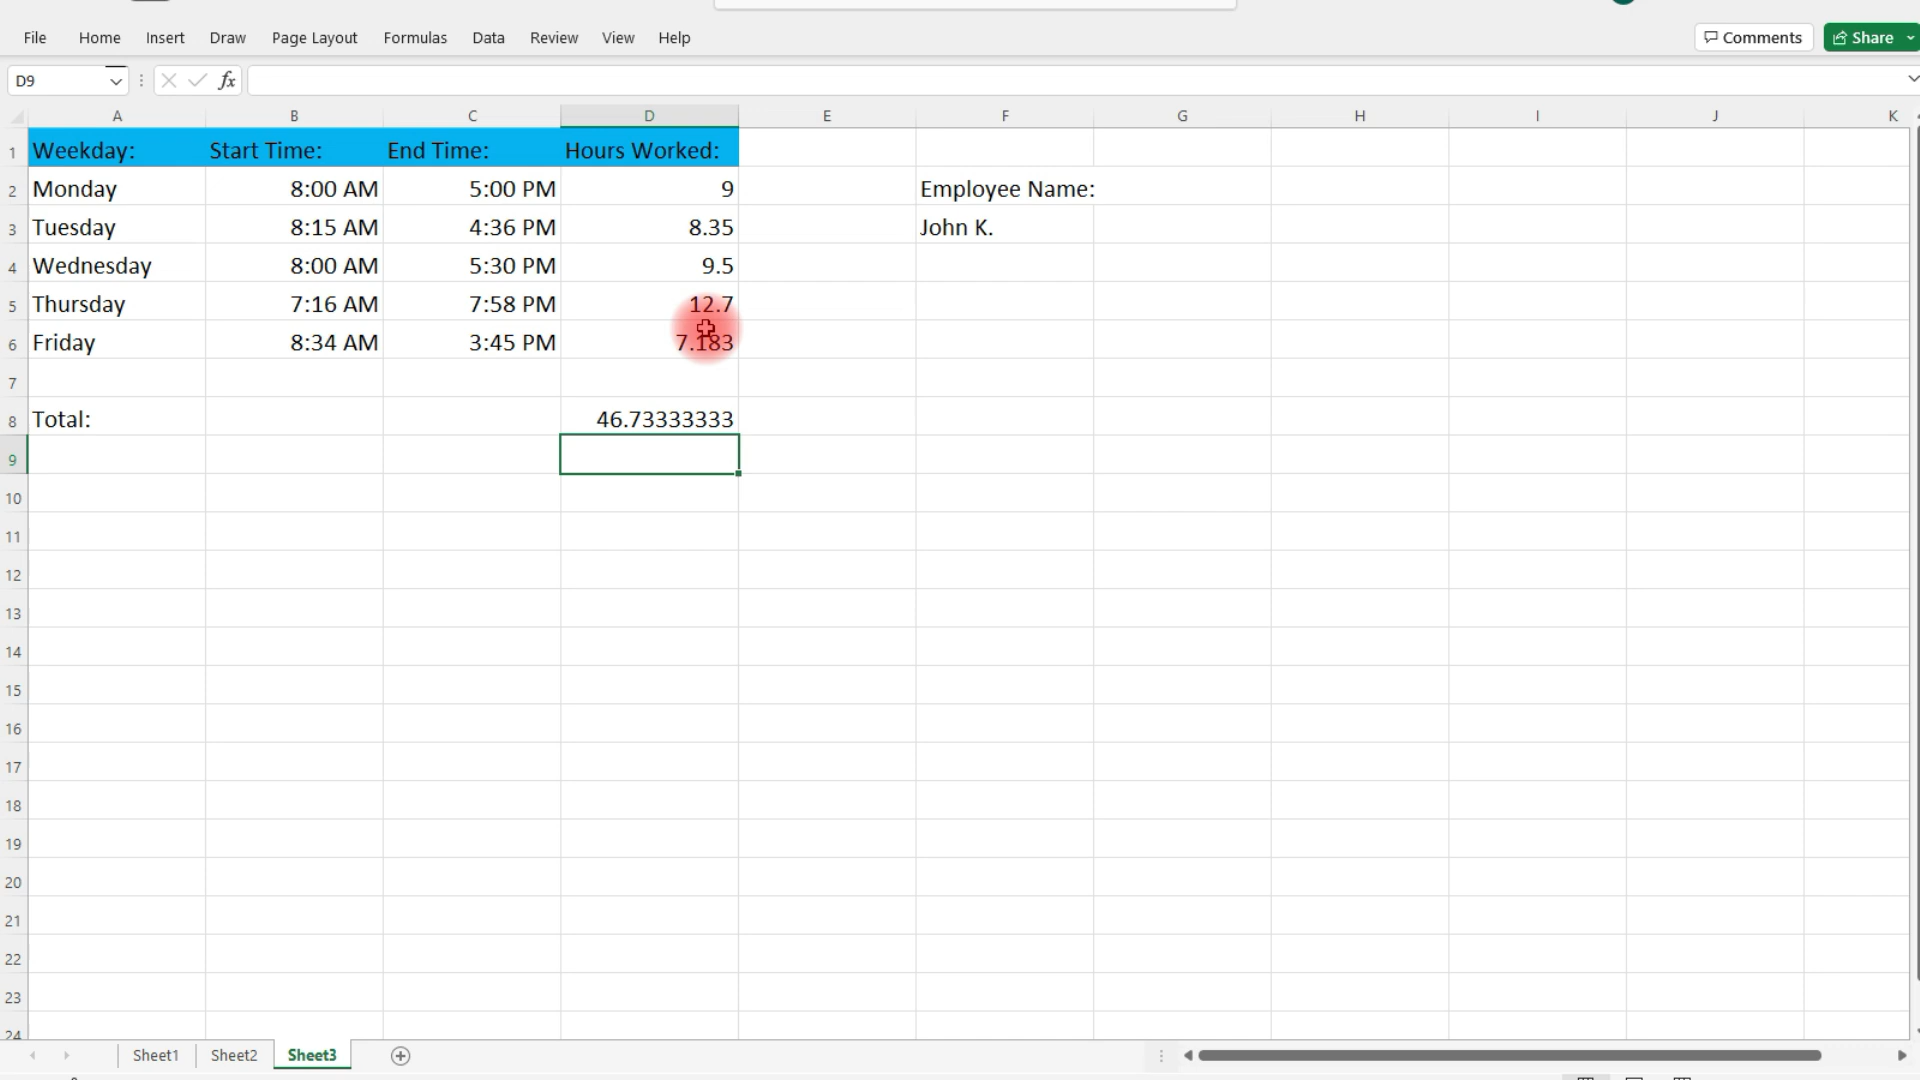 File Home Insert Draw Page Layout Formulas Data Review View Help Comments Share
D9 fx
A B C D E F G H I J K
1 Weekday: Start Time: End Time: Hours Worked:
2 Monday 8:00 AM 5:00 PM 9 Employee Name:
3 Tuesday 8:15 AM 4:36 PM 8.35 John K.
4 Wednesday 8:00 AM 5:30 PM 9.5
5 Thursday 7:16 AM 7:58 PM 12.7
6 Friday 8:34 AM 3:45 PM 7.183
7
8 Total: 46.73333333
9
10
11
12
13
14
15
16
17
18
19
20
21
22
23
24
Sheet1 Sheet2 Sheet3